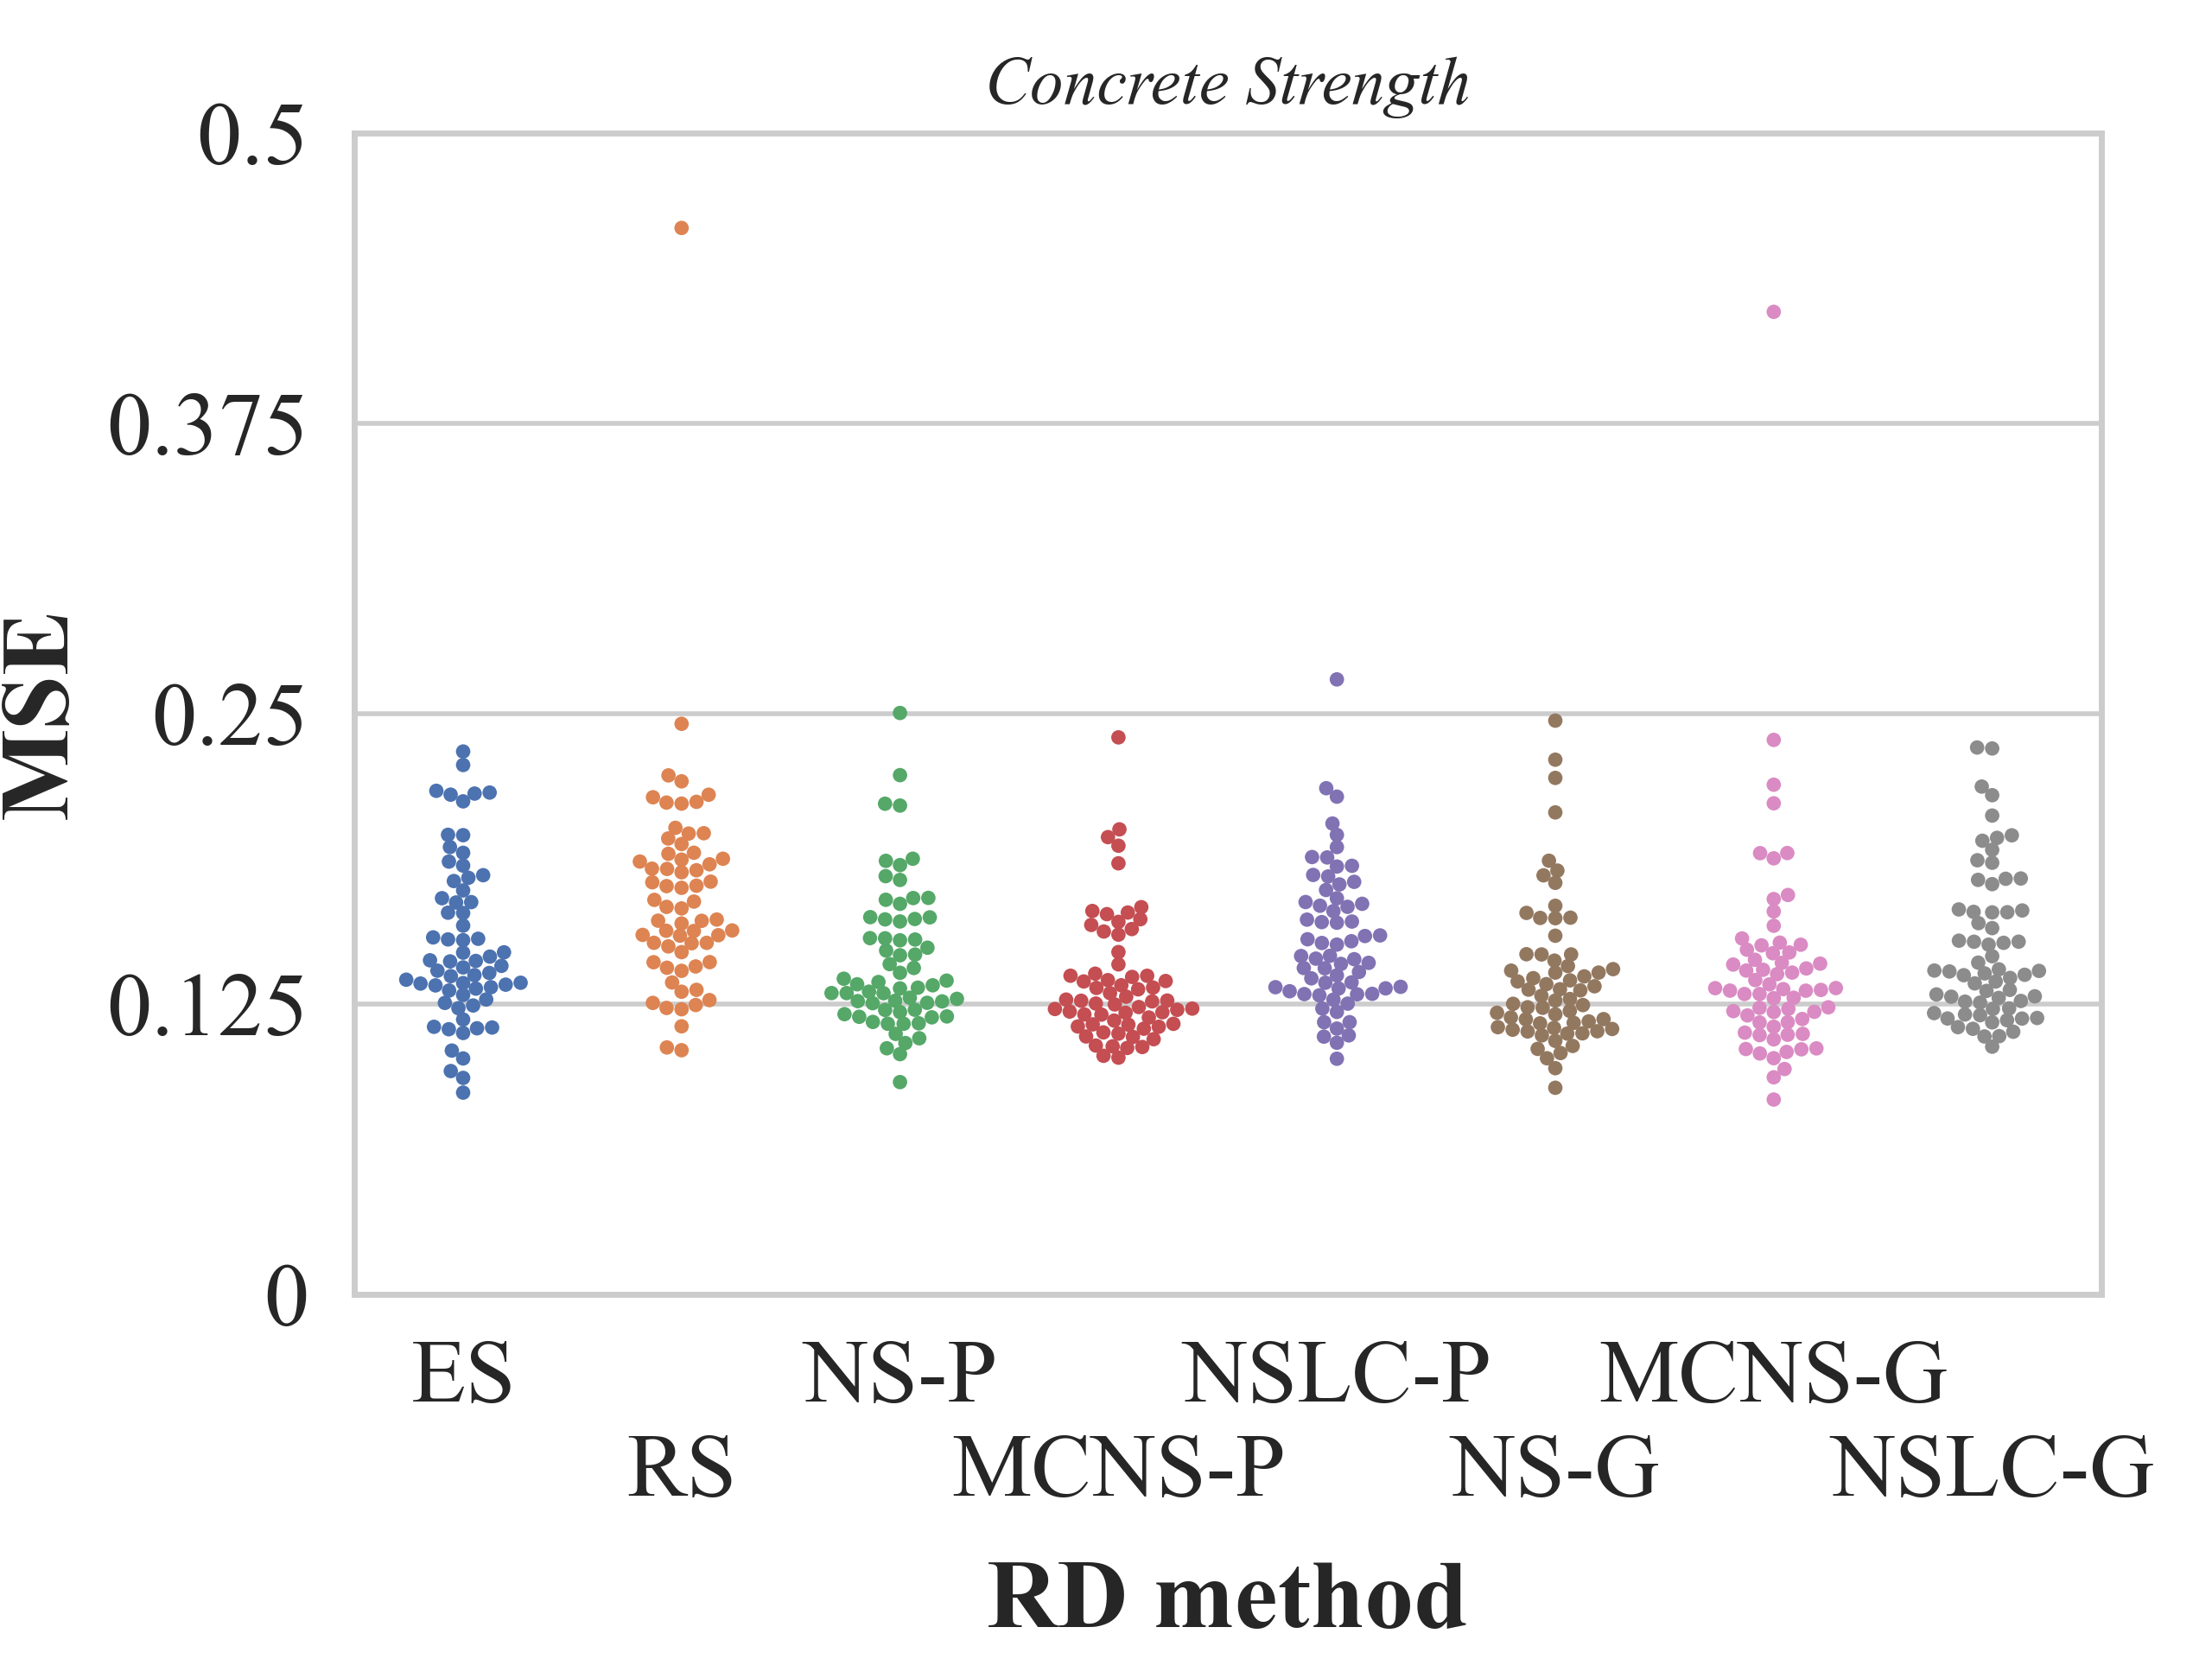 Concrete Strength
0.5
0.375
0.25
0.125
0
MSE
ES
NS-P
NSLC-P
MCNS-G
RS
MCNS-P
NS-G
NSLC-G
RD method